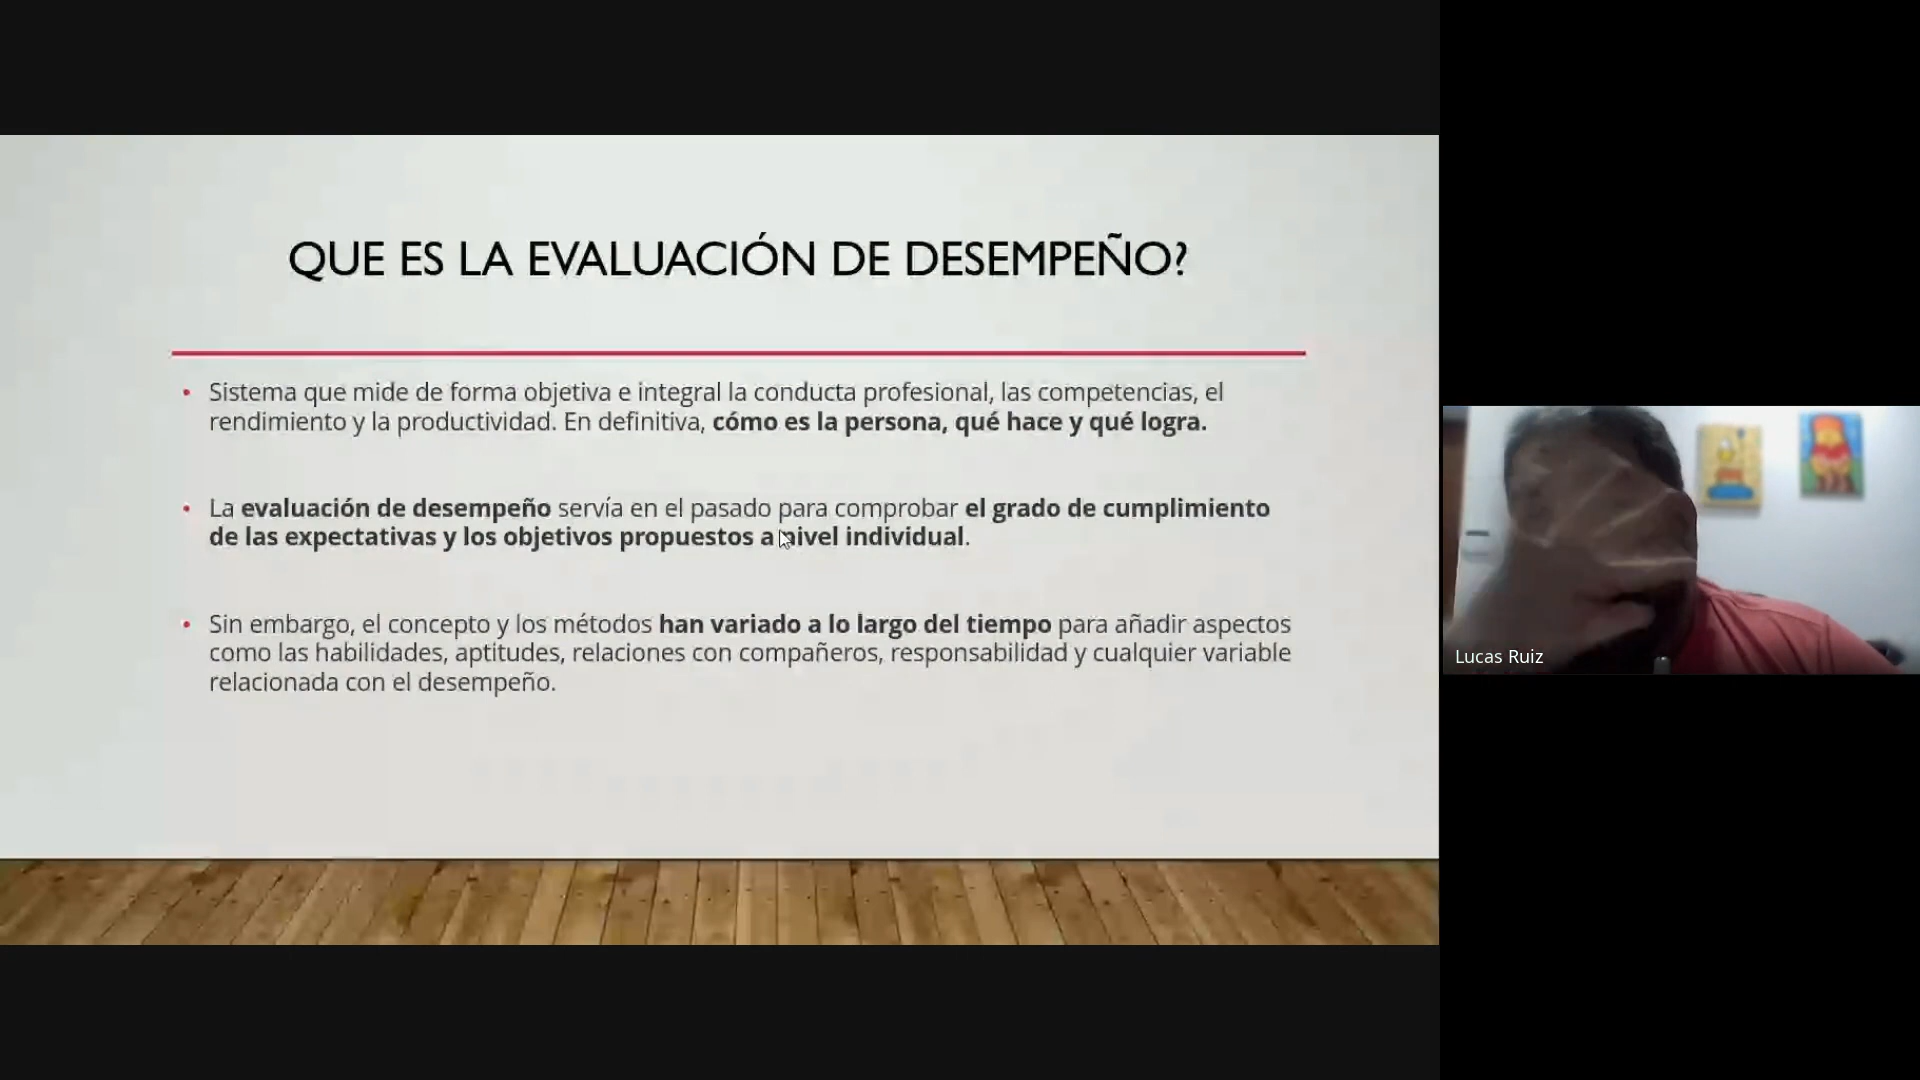 QUE ES LA EVALUACIÓN DE DESEMPEÑO?
• Sistema que mide de forma objetiva e integral la conducta profesional, las competencias, el
rendimiento y la productividad. En definitiva, cómo es la persona, qué hace y qué logra.
• La evaluación de desempeño servía en el pasado para comprobar el grado de cumplimiento
de las expectativas y los objetivos propuestos a nivel individual.
• Sin embargo, el concepto y los métodos han variado a lo largo del tiempo para añadir aspectos
como las habilidades, aptitudes, relaciones con compañeros, responsabilidad y cualquier variable
relacionada con el desempeño.
Lucas Ruiz